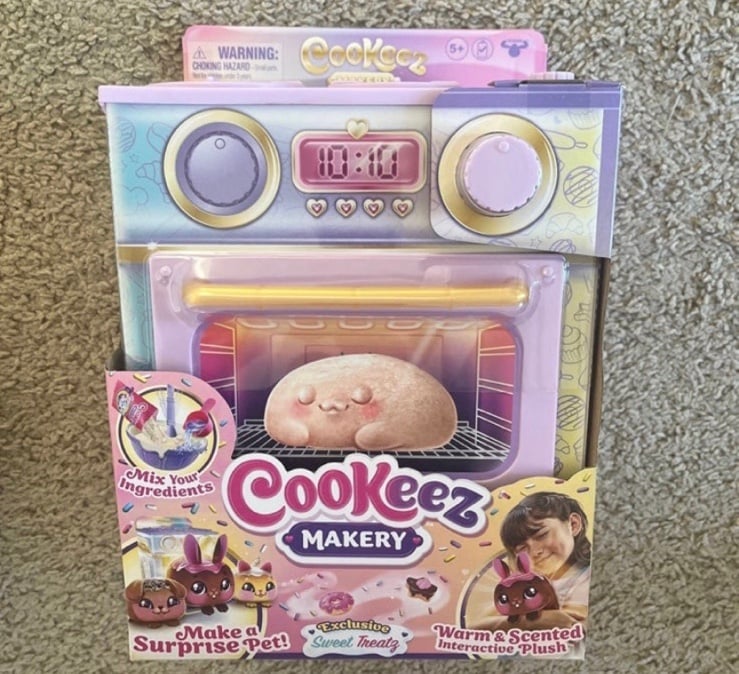 WARNING:
CHOKING HAZARD
Cookeez
5+
10:10
Mix Your
Ingredients
Cookeez
MAKERY
Make a
Surprise Pet!
Exclusive
Sweet Treatz
Warm & Scented
Interactive Plush